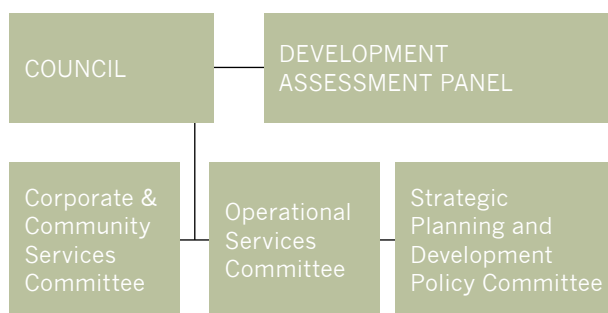 COUNCIL
DEVELOPMENT
ASSESSMENT PANEL
Corporate &
Community
Services
Committee
Operational
Services
Committee
Strategic
Planning and
Development
Policy Committee